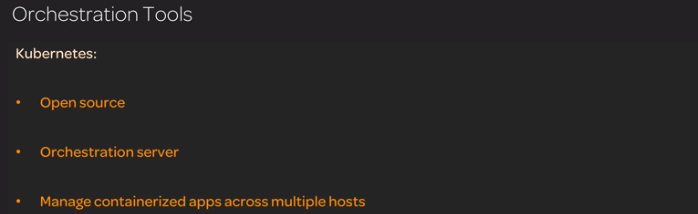 Orchestration Tools
Kubernetes:
• Open source
• Orchestration server
• Manage containerized apps across multiple hosts